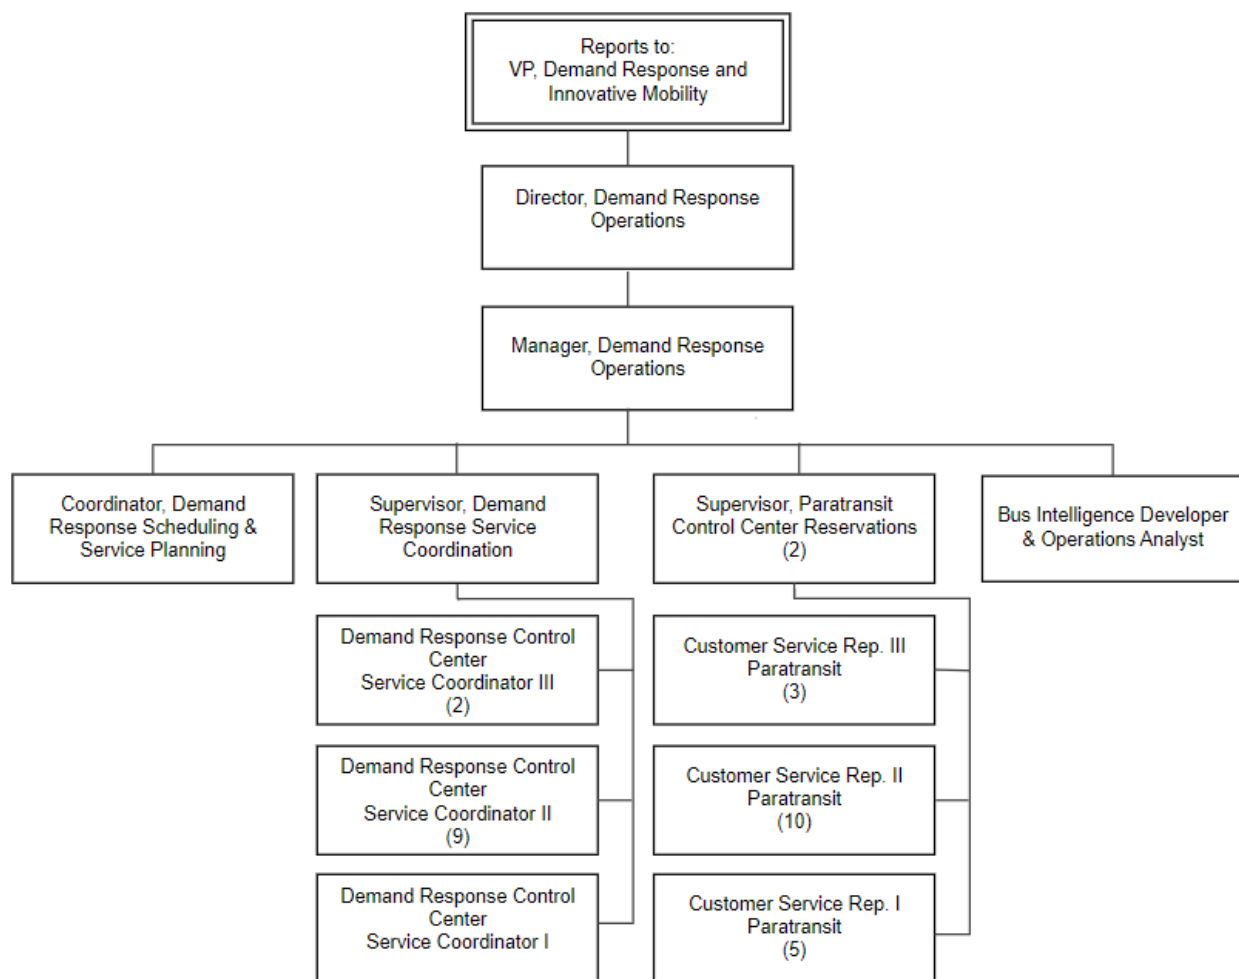 Reports to:
VP, Demand Response and
Innovative Mobility
Director, Demand Response
Operations
Manager, Demand Response
Operations
Coordinator, Demand
Response Scheduling &
Service Planning
Supervisor, Demand
Response Service
Coordination
Supervisor, Paratransit
Control Center Reservations
(2)
Bus Intelligence Developer
& Operations Analyst
Demand Response Control
Center
Service Coordinator III
(2)
Customer Service Rep. III
Paratransit
(3)
Demand Response Control
Center
Service Coordinator II
(9)
Customer Service Rep. II
Paratransit
(10)
Demand Response Control
Center
Service Coordinator I
Customer Service Rep. I
Paratransit
(5)